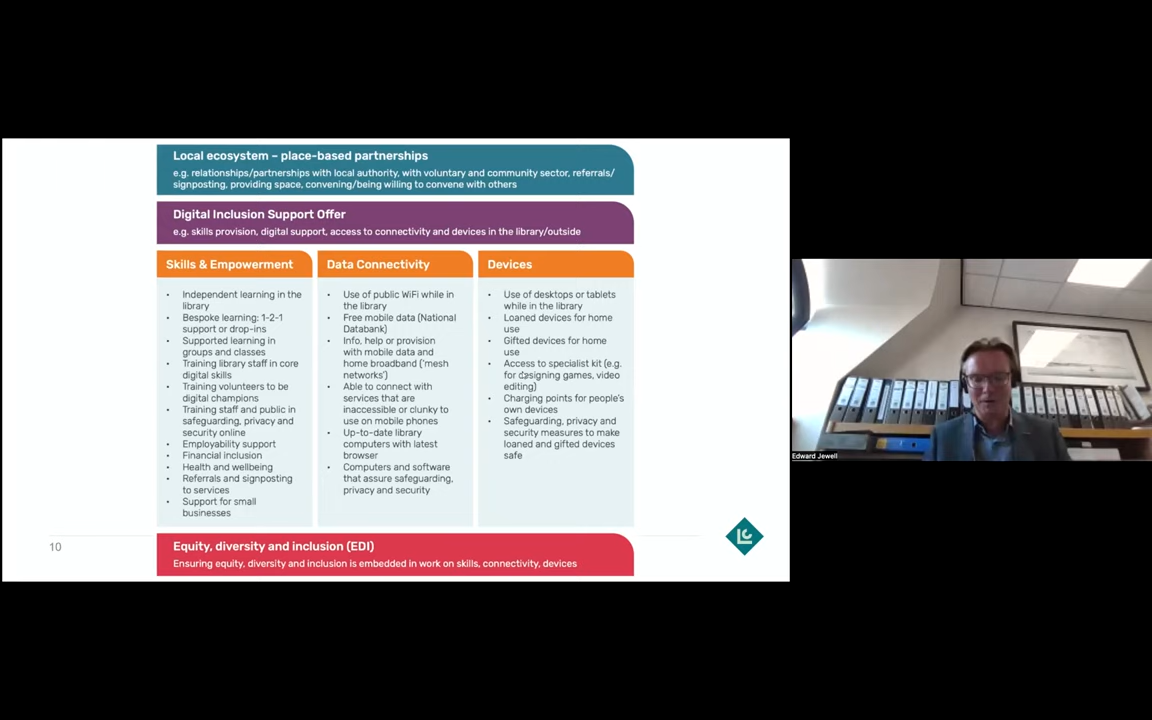 Local ecosystem – place-based partnerships
e.g. relationships/partnerships with local authority, with voluntary and community sector, referrals/
signposting, providing space, convening/being willing to convene with others
Digital Inclusion Support Offer
e.g. skills provision, digital support, access to connectivity and devices in the library/outside
Skills & Empowerment
• Independent learning in the
library
• Bespoke learning; 1-2-1
support or drop-ins
• Supported learning in
groups and classes
• Training library staff in core
digital skills
• Training volunteers to be
digital champions
• Training staff and public in
safeguarding, privacy and
security online
• Employability support
• Financial inclusion
• Health and wellbeing
• Referrals and signposting
to services
• Support for small
businesses
Data Connectivity
• Use of public WiFi while in
the library
• Free mobile data (National
Databank)
• Info, help or provision
with mobile data and
home broadband ('mesh
networks')
• Able to connect with
services that are
inaccessible or clunky to
use on mobile phones
• Up-to-date library
computers with latest
browser
• Computers and software
that assure safeguarding,
privacy and security
Devices
• Use of desktops or tablets
while in the library
• Loaned devices for home
use
• Gifted devices for home
use
• Access to specialist kit (e.g.
for designing games, video
editing)
• Charging points for people's
own devices
• Safeguarding, privacy and
security measures to make
loaned and gifted devices
safe
Equity, diversity and inclusion (EDI)
Ensuring equity, diversity and inclusion is embedded in work on skills, connectivity, devices
10
LC
Edward Jewell